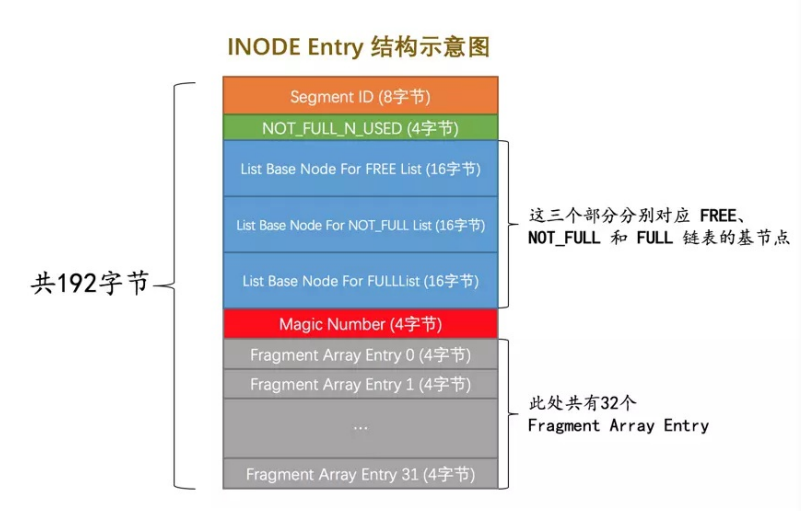 INODE Entry 结构示意图
共192字节
Segment ID (8字节)
NOT_FULL_N_USED (4字节)
List Base Node For FREE List (16字节)
List Base Node For NOT_FULL List (16字节)
List Base Node For FULLList (16字节)
这三个部分分别对应 FREE、
NOT_FULL 和 FULL 链表的基节点
Magic Number (4字节)
Fragment Array Entry 0 (4字节)
Fragment Array Entry 1 (4字节)
...
Fragment Array Entry 31 (4字节)
此处共有32个
Fragment Array Entry